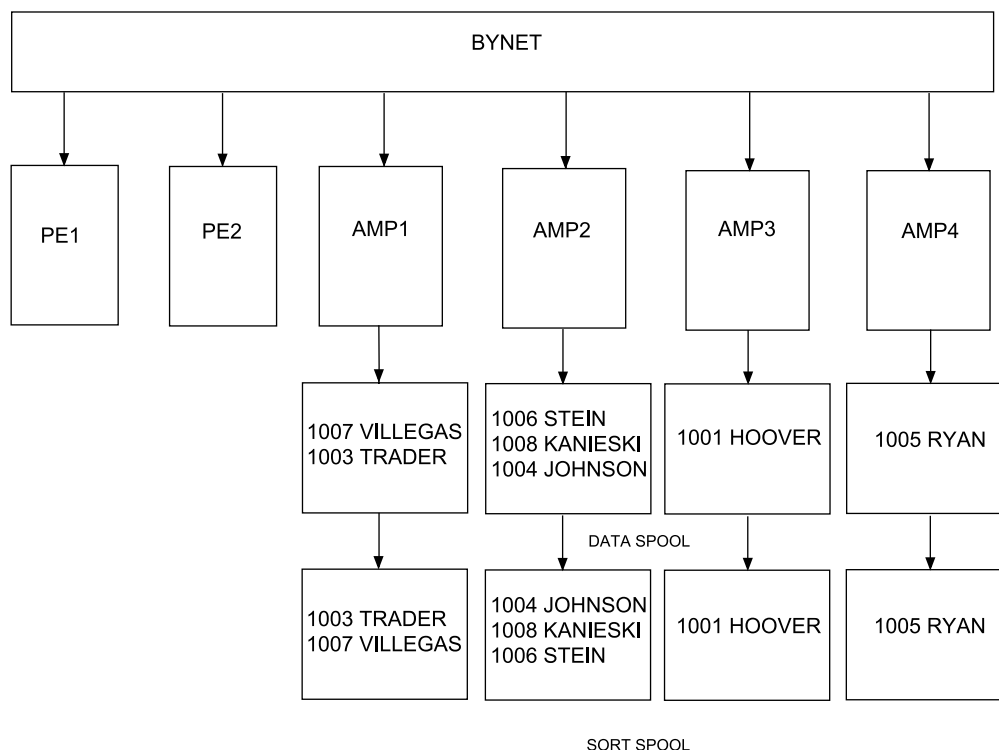 BYNET
PE1
PE2
AMP1
AMP2
AMP3
AMP4
1007 VILLEGAS
1003 TRADER
1006 STEIN
1008 KANIESKI
1004 JOHNSON
1001 HOOVER
1005 RYAN
DATA SPOOL
1003 TRADER
1007 VILLEGAS
1004 JOHNSON
1008 KANIESKI
1006 STEIN
1001 HOOVER
1005 RYAN
SORT SPOOL